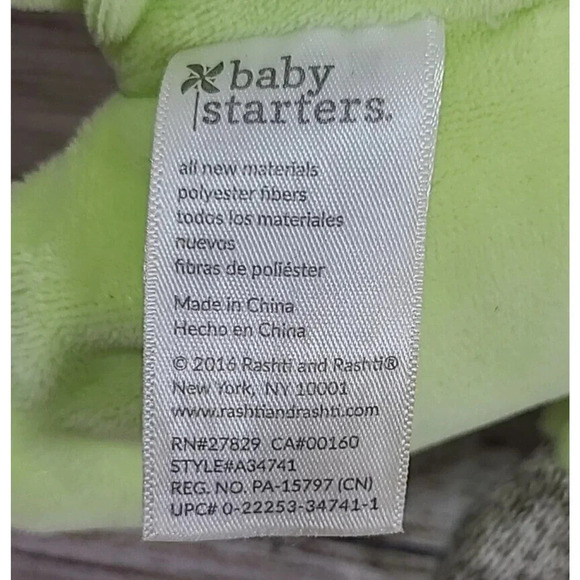 baby
starters.
all new materials
polyester fibers
todos los materiales
nuevos
fibras de poliéster
Made in China
Hecho en China
© 2016 Rashti and Rashti®
New York, NY 10001
www.rashtiandrashti.com
RN#27829 CA#00160
STYLE#A34741
REG. NO. PA-15797 (CN)
UPC# 0-22253-34741-1